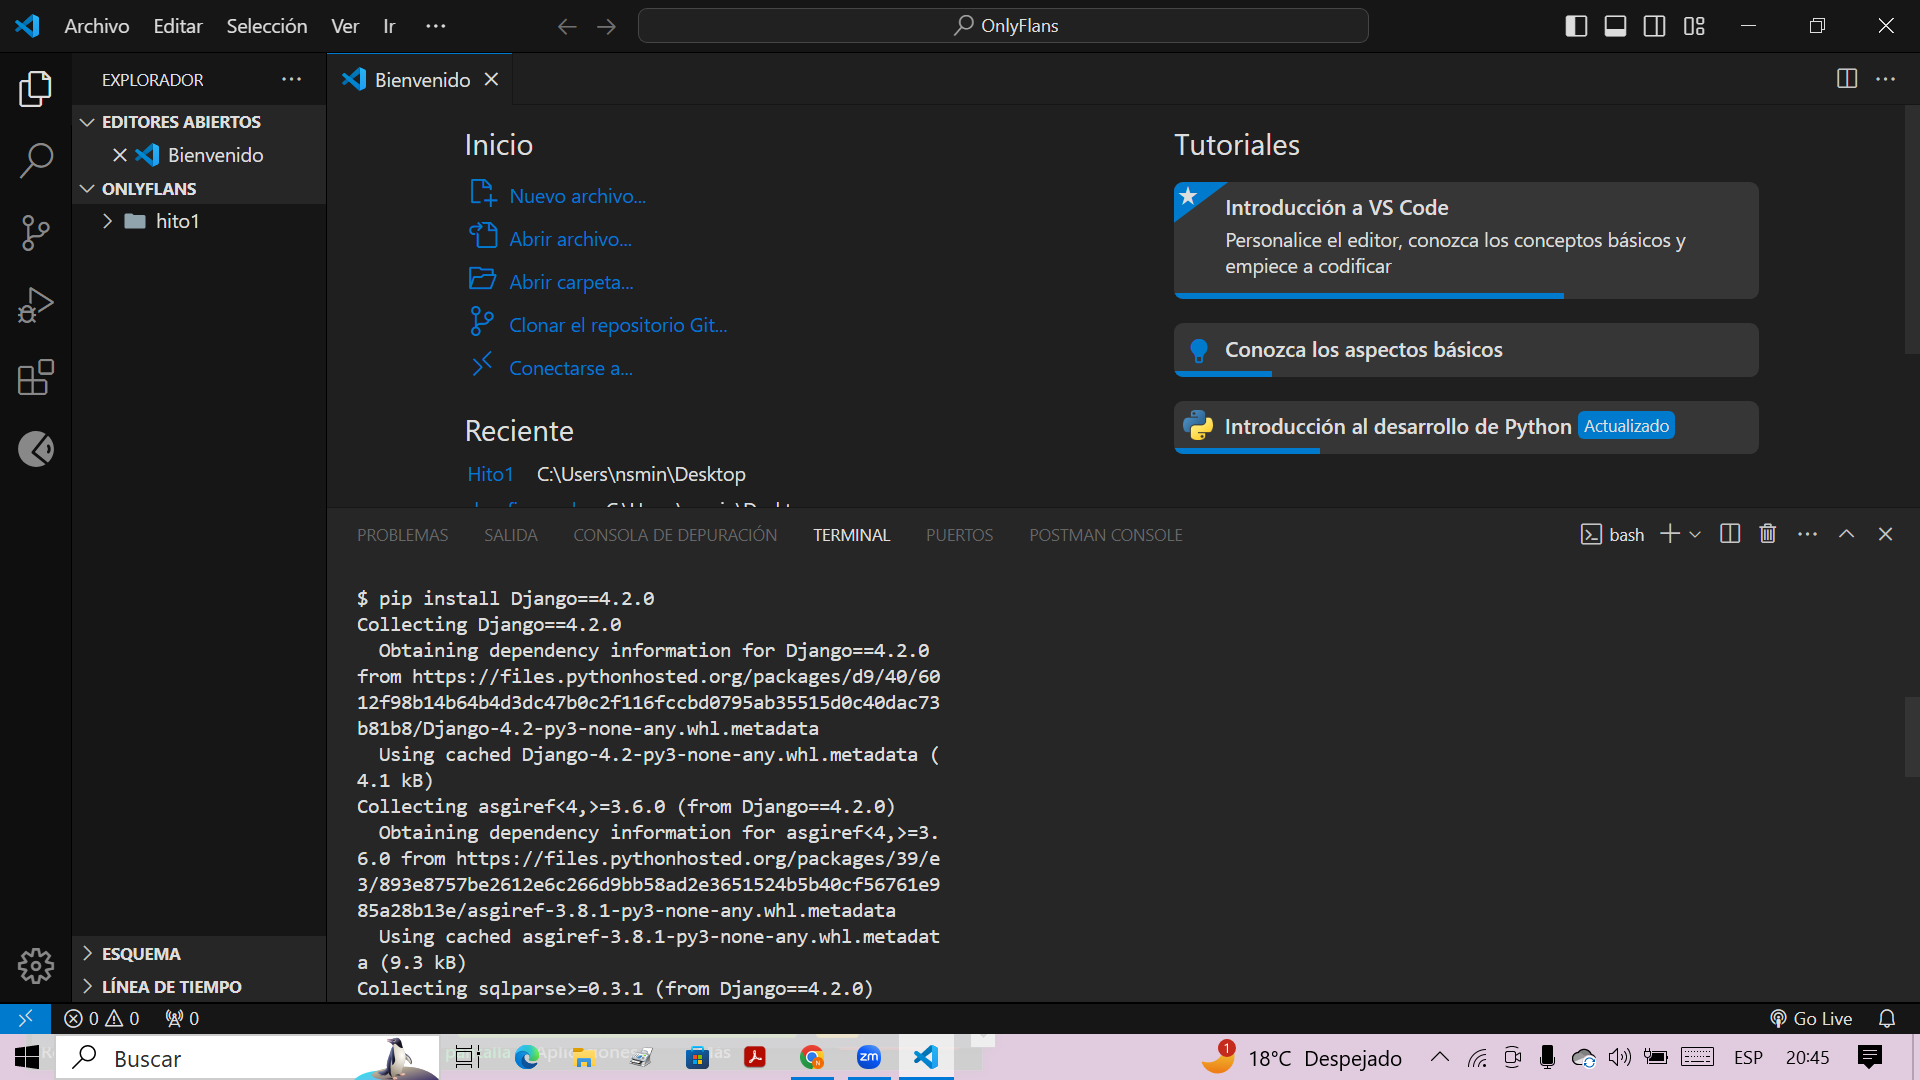 Archivo Editar Selección Ver Ir ···
OnlyFlans
EXPLORADOR
EDITORES ABIERTOS
Bienvenido
ONLYFLANS
hito1
ESQUEMA
LÍNEA DE TIEMPO
Bienvenido
Inicio
Nuevo archivo...
Abrir archivo...
Abrir carpeta...
Clonar el repositorio Git...
Conectarse a...
Reciente
Hito1 C:\Users\nsmin\Desktop
Tutoriales
Introducción a VS Code
Personalice el editor, conozca los conceptos básicos y
empiece a codificar
Conozca los aspectos básicos
Introducción al desarrollo de Python Actualizado
PROBLEMAS SALIDA CONSOLA DE DEPURACIÓN TERMINAL PUERTOS POSTMAN CONSOLE
bash
$ pip install Django==4.2.0
Collecting Django==4.2.0
Obtaining dependency information for Django==4.2.0
from https://files.pythonhosted.org/packages/d9/40/60
12f98b14b64b4d3dc47b0c2f116fccbd0795ab35515d0c40dac73
b81b8/Django-4.2-py3-none-any.whl.metadata
Using cached Django-4.2-py3-none-any.whl.metadata (
4.1 kB)
Collecting asgiref<4,>=3.6.0 (from Django==4.2.0)
Obtaining dependency information for asgiref<4,>=3.
6.0 from https://files.pythonhosted.org/packages/39/e
3/893e8757be2612e6c266d9bb58ad2e3651524b5b40cf56761e9
85a28b13e/asgiref-3.8.1-py3-none-any.whl.metadata
Using cached asgiref-3.8.1-py3-none-any.whl.metadat
a (9.3 kB)
Collecting sqlparse>=0.3.1 (from Django==4.2.0)
0 0 0
Go Live
Buscar
zm
1
18°C Despejado
ESP
20:45